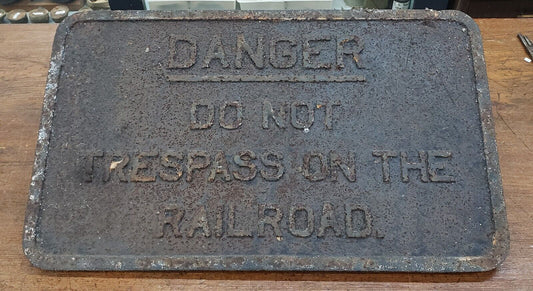 DANGER
DO NOT
TRESPASS ON THE
RAILROAD.